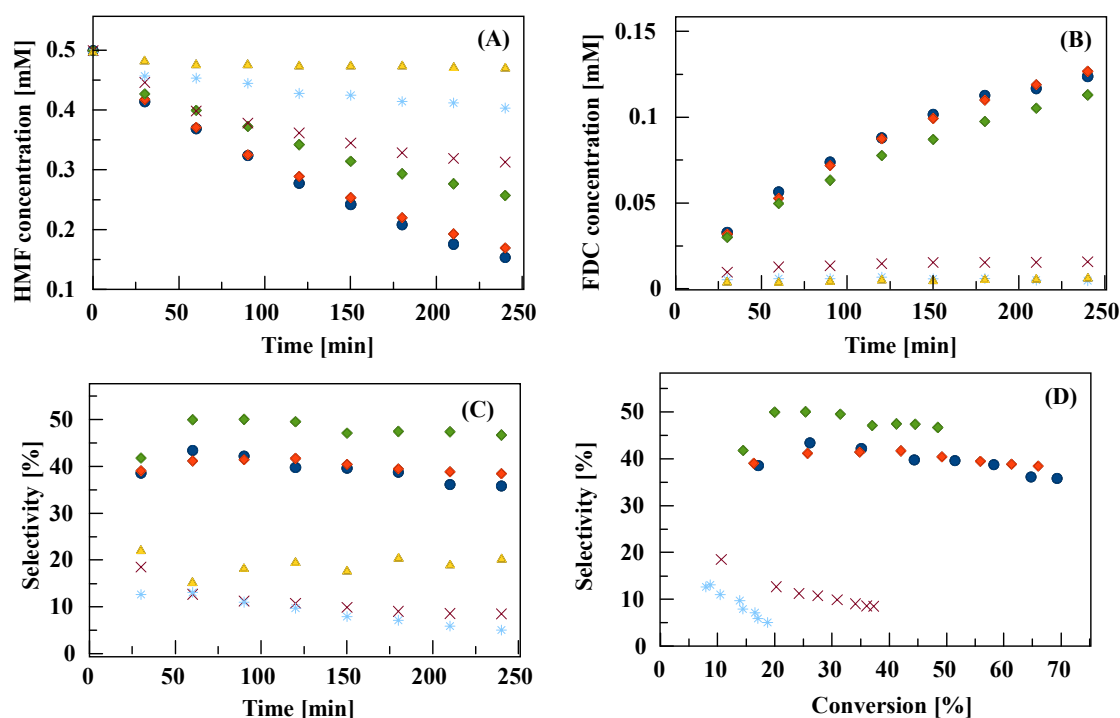 (A)
HMF concentration [mM]
0.5
0.4
0.3
0.2
0.1
0 50 100 150 200 250
Time [min]
(B)
FDC concentration [mM]
0.15
0.1
0.05
0
0 50 100 150 200 250
Time [min]
(C)
Selectivity [%]
50
40
30
20
10
0
0 50 100 150 200 250
Time [min]
(D)
Selectivity [%]
50
40
30
20
10
0
0 10 20 30 40 50 60 70
Conversion [%]